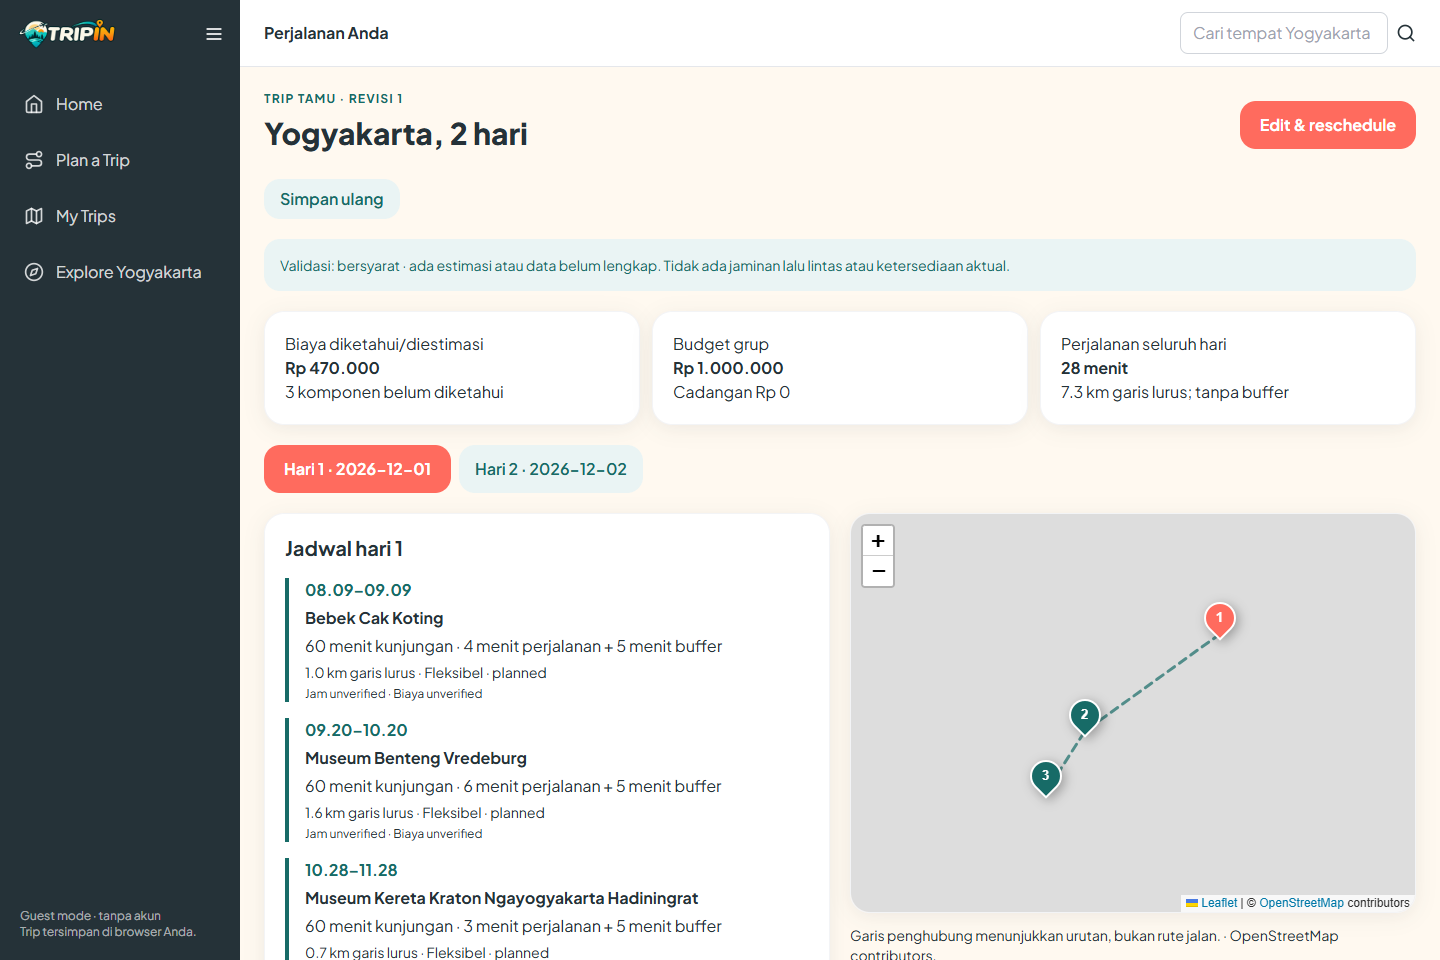 TRIPIN
Perjalanan Anda
Cari tempat Yogyakarta
Home
Plan a Trip
My Trips
Explore Yogyakarta
Guest mode · tanpa akun
Trip tersimpan di browser Anda.
TRIP TAMU · REVISI 1
Yogyakarta, 2 hari
Edit & reschedule
Simpan ulang
Validasi: bersyarat · ada estimasi atau data belum lengkap. Tidak ada jaminan lalu lintas atau ketersediaan aktual.
Biaya diketahui/diestimasi
Rp 470.000
3 komponen belum diketahui
Budget grup
Rp 1.000.000
Cadangan Rp 0
Perjalanan seluruh hari
28 menit
7.3 km garis lurus; tanpa buffer
Hari 1 · 2026-12-01
Hari 2 · 2026-12-02
Jadwal hari 1
08.09–09.09
Bebek Cak Koting
60 menit kunjungan · 4 menit perjalanan + 5 menit buffer
1.0 km garis lurus · Fleksibel · planned
Jam unverified · Biaya unverified
09.20–10.20
Museum Benteng Vredeburg
60 menit kunjungan · 6 menit perjalanan + 5 menit buffer
1.6 km garis lurus · Fleksibel · planned
Jam unverified · Biaya unverified
10.28–11.28
Museum Kereta Kraton Ngayogyakarta Hadiningrat
60 menit kunjungan · 3 menit perjalanan + 5 menit buffer
0.7 km garis lurus · Fleksibel · planned
+
−
1
2
3
Leaflet | © OpenStreetMap contributors
Garis penghubung menunjukkan urutan, bukan rute jalan. · OpenStreetMap
contributors.